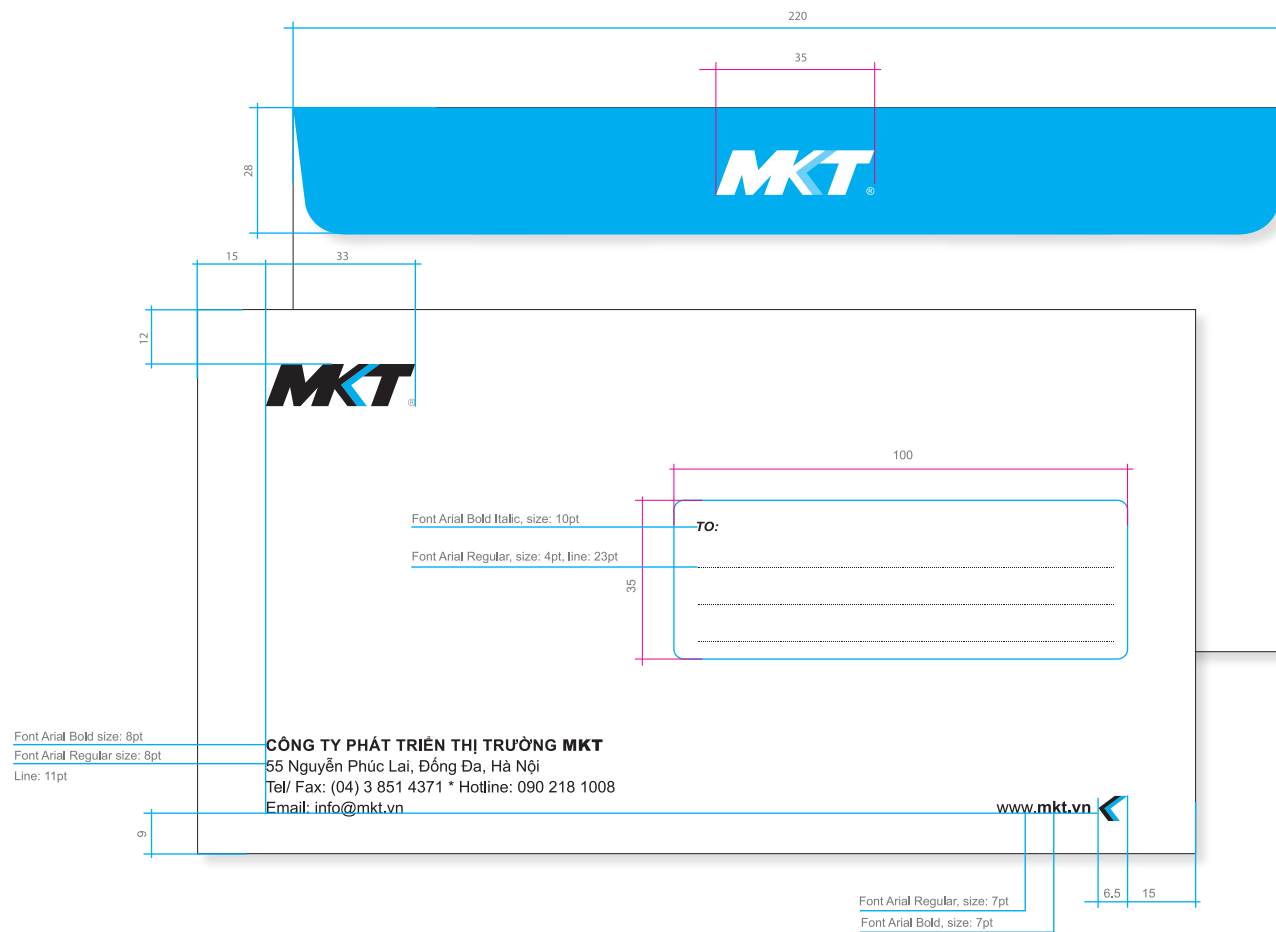 220
35
28
MKT®
15
33
12
MKT®
100
Font Arial Bold Italic, size: 10pt
TO:
Font Arial Regular, size: 4pt, line: 23pt
35
Font Arial Bold size: 8pt
CÔNG TY PHÁT TRIỂN THỊ TRƯỜNG MKT
Font Arial Regular size: 8pt
55 Nguyễn Phúc Lai, Đống Đa, Hà Nội
Line: 11pt
Tel/ Fax: (04) 3 851 4371 * Hotline: 090 218 1008
Email: info@mkt.vn
www.mkt.vn
9
6.5
15
Font Arial Regular, size: 7pt
Font Arial Bold, size: 7pt